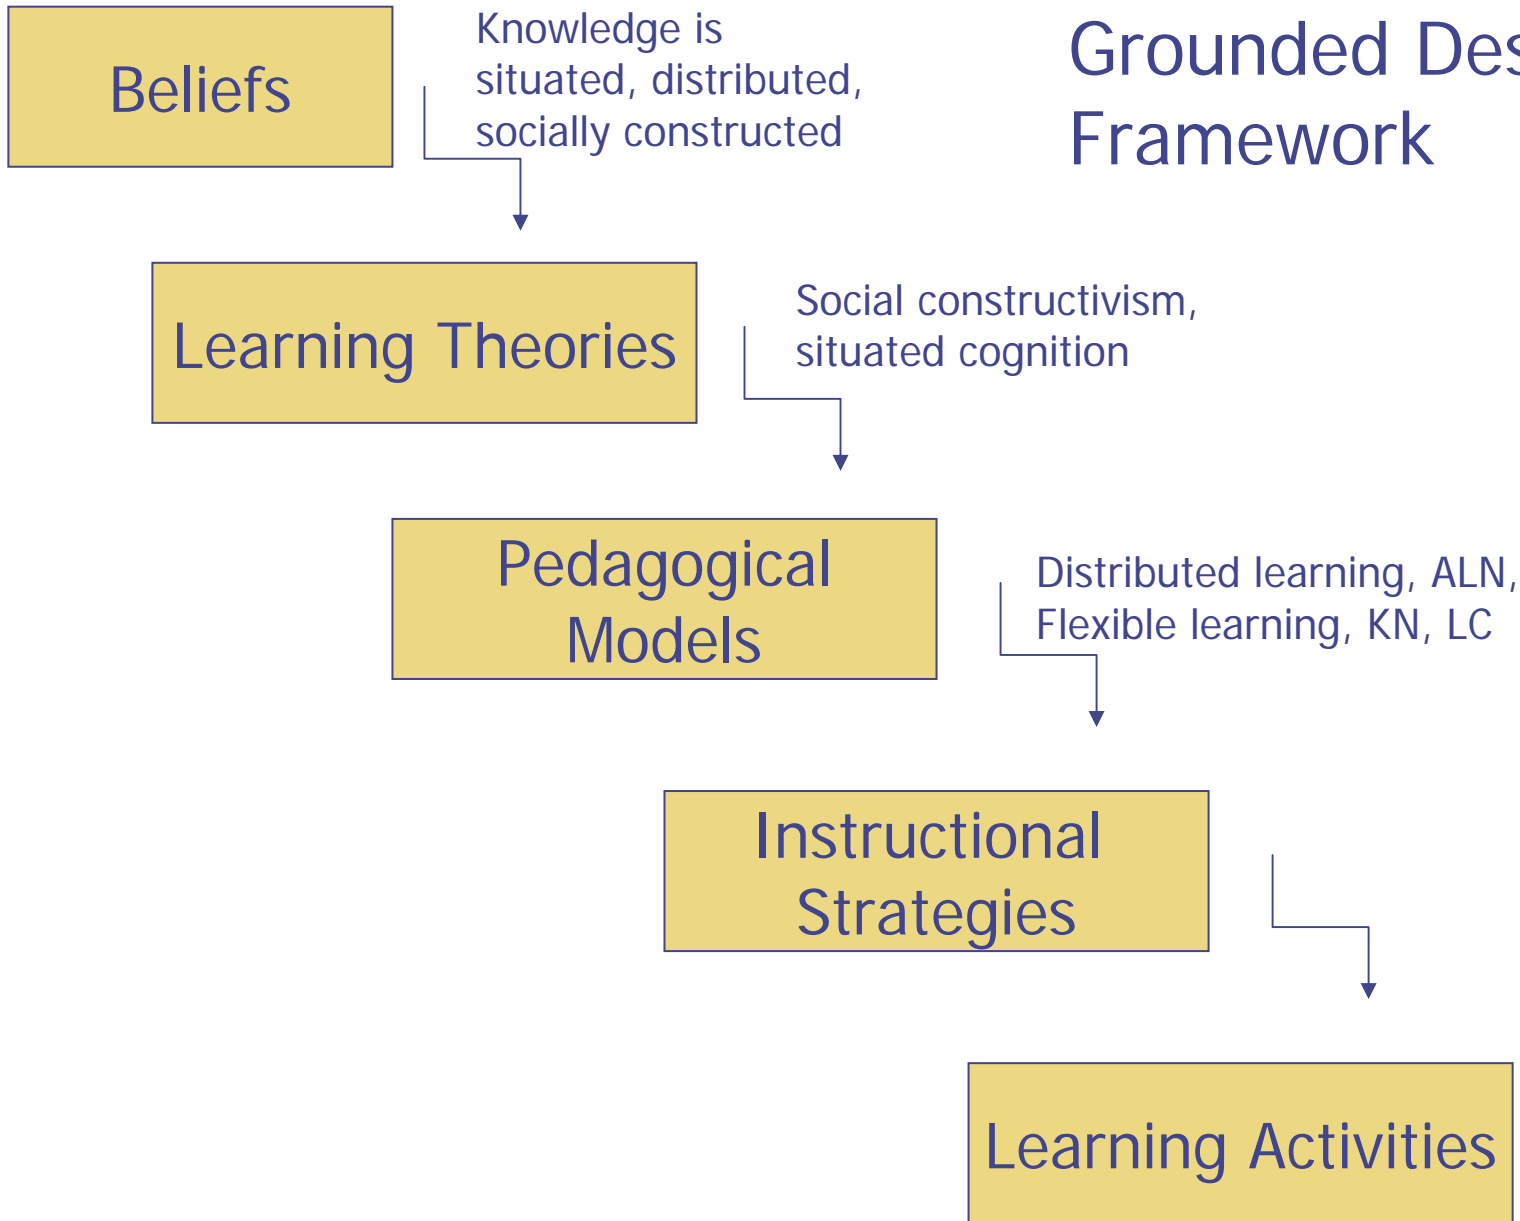 Grounded Des
Framework
Beliefs
Knowledge is
situated, distributed,
socially constructed
Learning Theories
Social constructivism,
situated cognition
Pedagogical
Models
Distributed learning, ALN,
Flexible learning, KN, LC
Instructional
Strategies
Learning Activities